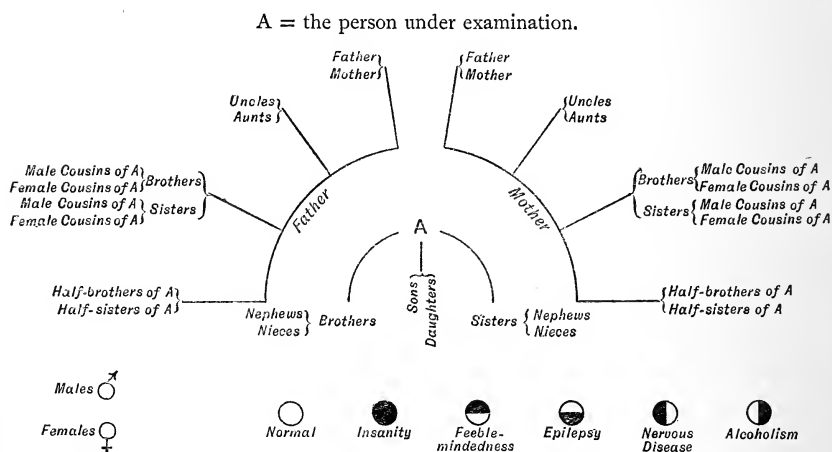 A = the person under examination.
Father
Mother
Father
Mother
Uncles
Aunts
Uncles
Aunts
Male Cousins of A
Female Cousins of A
Brothers
Male Cousins of A
Female Cousins of A
Sisters
Father
Mother
Brothers
Male Cousins of A
Female Cousins of A
Sisters
Male Cousins of A
Female Cousins of A
A
Half-brothers of A
Half-sisters of A
Nephews
Nieces
Brothers
Sons
Daughters
Sisters
Nephews
Nieces
Half-brothers of A
Half-sisters of A
Males ♂
Females ♀
Normal
Insanity
Feeble-
mindedness
Epilepsy
Nervous
Disease
Alcoholism